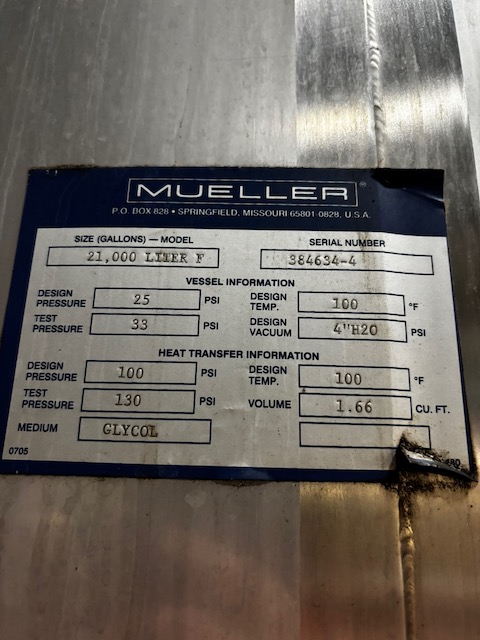 MUELLER®
P.O. BOX 828 • SPRINGFIELD, MISSOURI 65801-0828, U.S.A.
SIZE (GALLONS) — MODEL SERIAL NUMBER
21,000 LITER F 384634-4
VESSEL INFORMATION
DESIGN PRESSURE 25 PSI DESIGN TEMP. 100 °F
TEST PRESSURE 33 PSI DESIGN VACUUM 4"H2O PSI
HEAT TRANSFER INFORMATION
DESIGN PRESSURE 100 PSI DESIGN TEMP. 100 °F
TEST PRESSURE 130 PSI VOLUME 1.66 CU. FT.
MEDIUM GLYCOL
0705